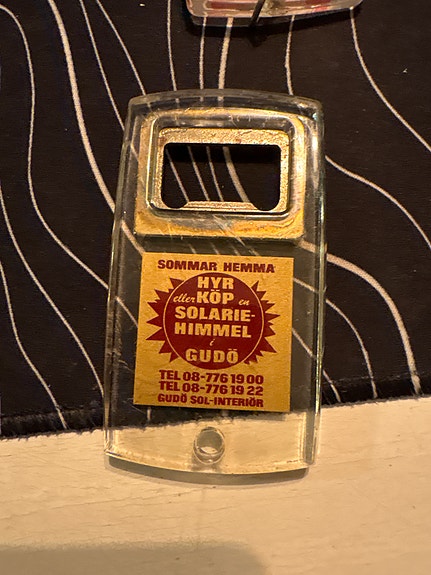 SOMMAR HEMMA
HYR
eller KÖP en
SOLARIE-
HIMMEL
i
GUDÖ
TEL 08-776 19 00
TEL 08-776 19 22
GUDÖ SOL-INTERIÖR